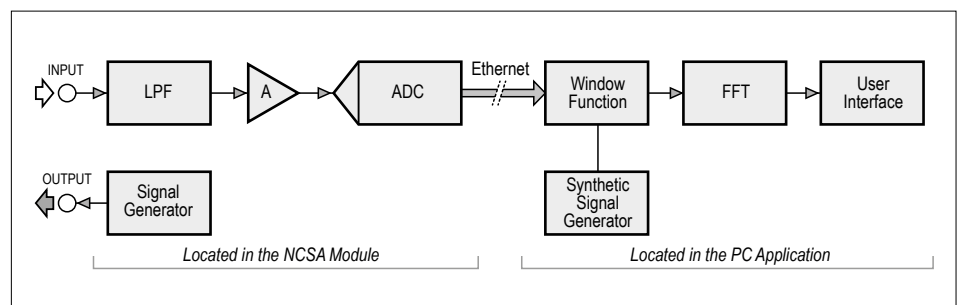 INPUT
LPF
A
ADC
Ethernet
Window
Function
FFT
User
Interface
OUTPUT
Signal
Generator
Synthetic
Signal
Generator
Located in the NCSA Module
Located in the PC Application